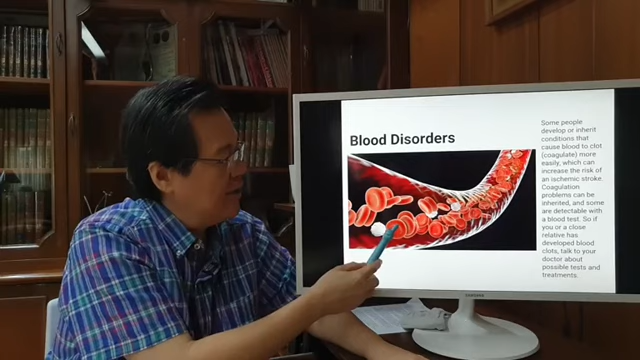 Blood Disorders
Some people
develop or inherit
conditions that
cause blood to clot
(coagulate) more
easily, which can
increase the risk of
an ischemic stroke.
Coagulation
problems can be
inherited, and some
are detectable with
a blood test. So if
you or a close
relative has
developed blood
clots, talk to your
doctor about
possible tests and
treatments.
SAMSUNG